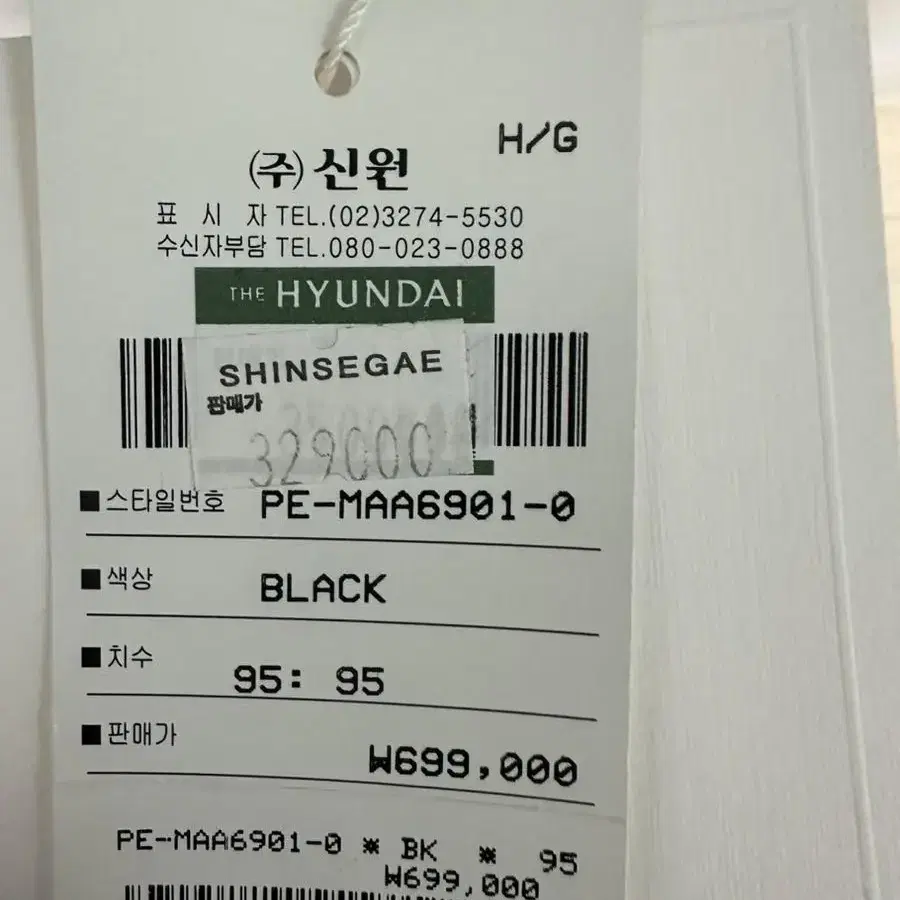 H/G
㈜ 신원
표 시 자 TEL.(02)3274-5530
수신자부담 TEL.080-023-0888
THE HYUNDAI
SHINSEGAE
판매가
329000
■스타일번호 PE-MAA6901-0
■색상 BLACK
■치수 95: 95
■판매가 ₩699,000
PE-MAA6901-0 ※ BK ※ 95
₩699,000